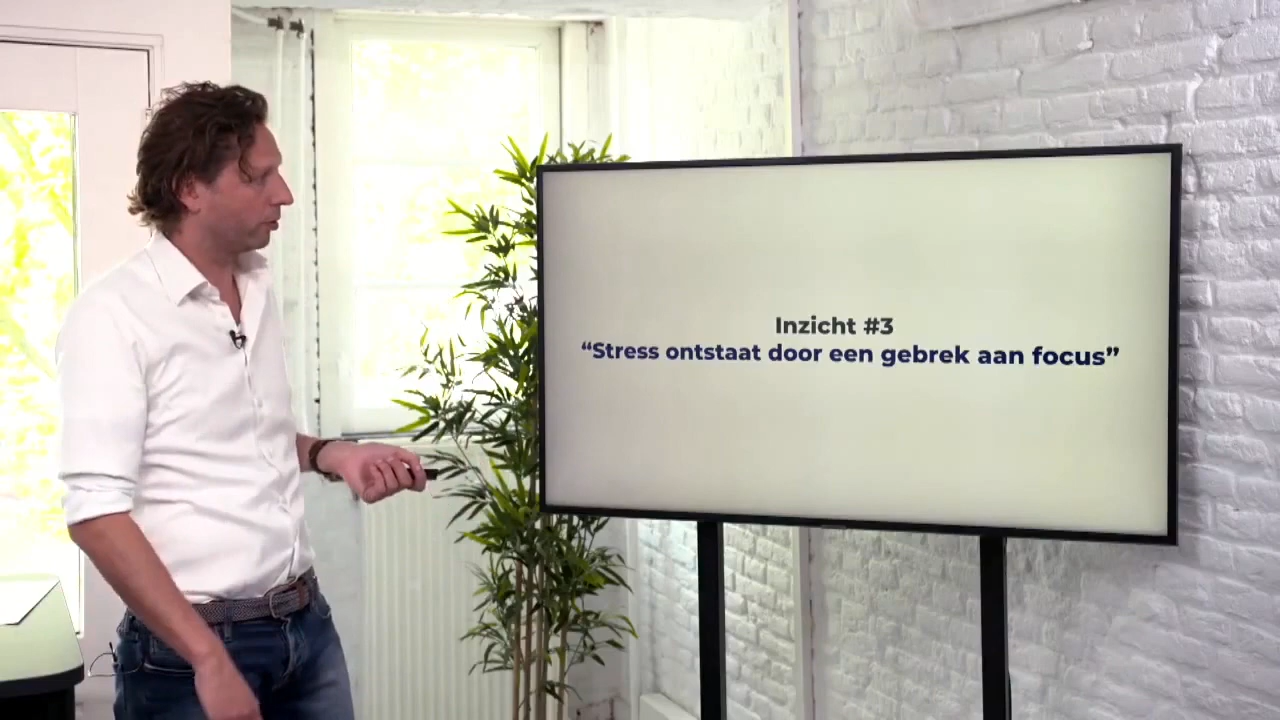 Inzicht #3
“Stress ontstaat door een gebrek aan focus”